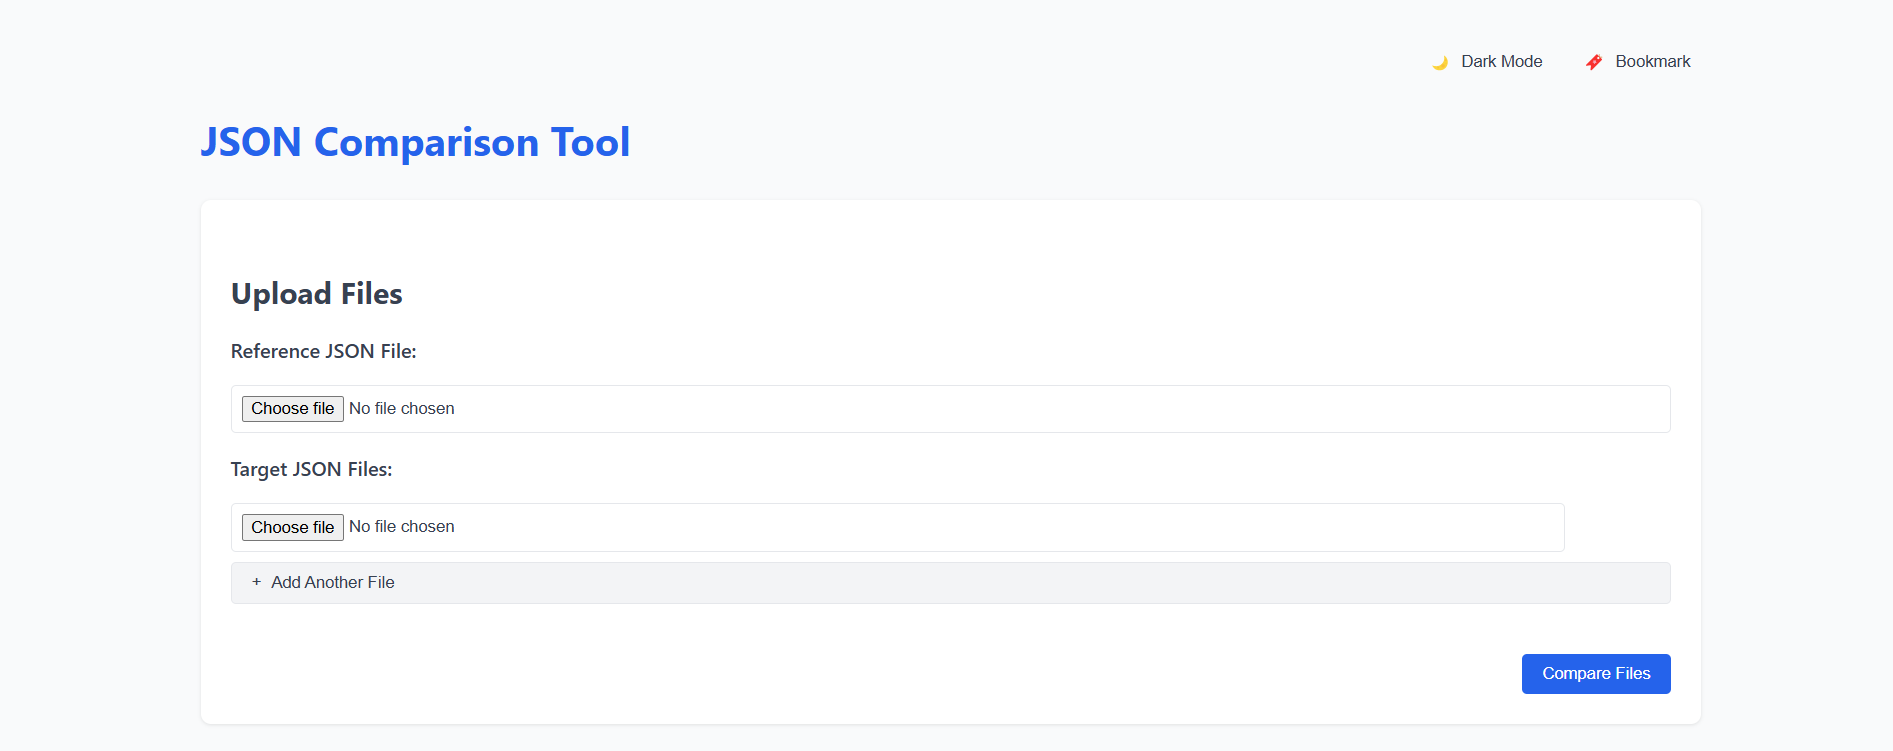 Dark Mode
Bookmark
JSON Comparison Tool
Upload Files
Reference JSON File:
Choose file No file chosen
Target JSON Files:
Choose file No file chosen
+ Add Another File
Compare Files